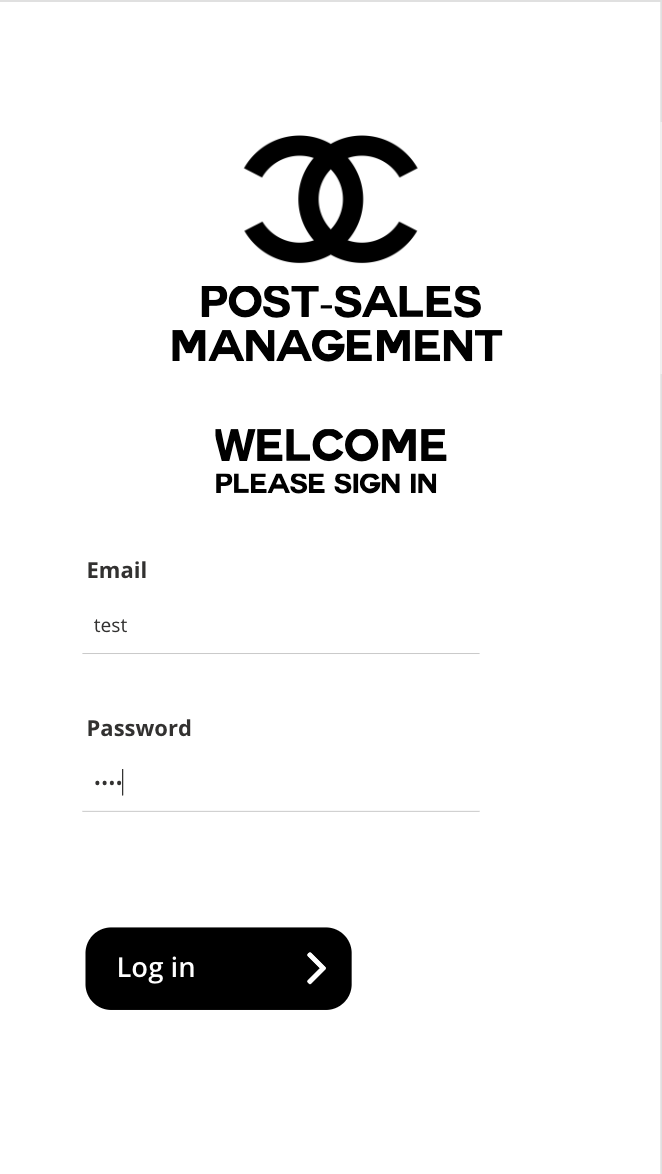 POST-SALES
MANAGEMENT
WELCOME
PLEASE SIGN IN
Email
test
Password
••••
Log in